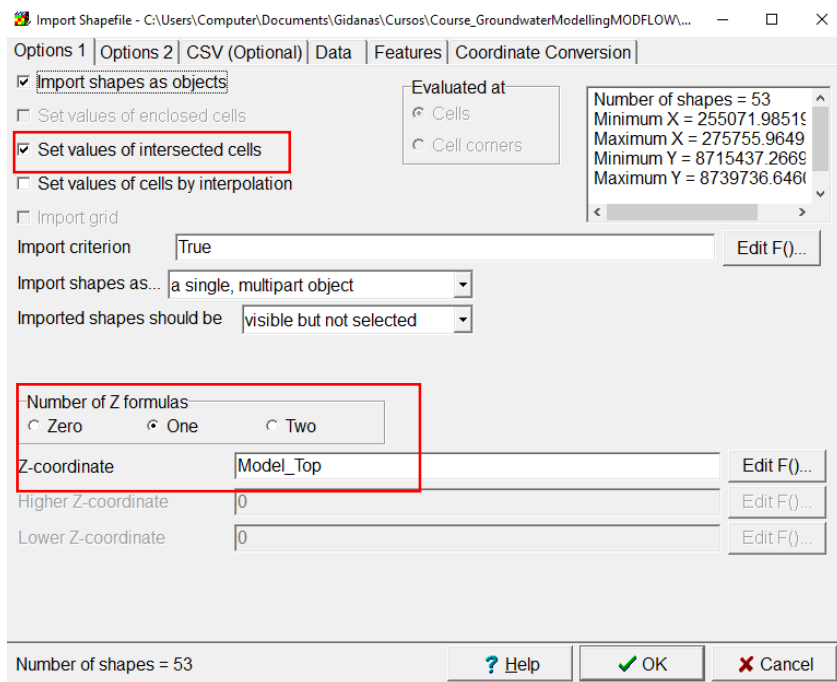 Import Shapefile - C:\Users\Computer\Documents\Gidanas\Cursos\Course_GroundwaterModellingMODFLOW\...
Options 1 Options 2 CSV (Optional) Data Features Coordinate Conversion
Import shapes as objects
Set values of enclosed cells
Set values of intersected cells
Set values of cells by interpolation
Import grid
Evaluated at
Cells
Cell corners
Number of shapes = 53
Minimum X = 255071.98519
Maximum X = 275755.9649
Minimum Y = 8715437.2669
Maximum Y = 8739736.6460
Import criterion True Edit F()...
Import shapes as... a single, multipart object
Imported shapes should be visible but not selected
Number of Z formulas
Zero One Two
Z-coordinate Model_Top Edit F()...
Higher Z-coordinate 0 Edit F()...
Lower Z-coordinate 0 Edit F()...
Number of shapes = 53 ? Help OK Cancel